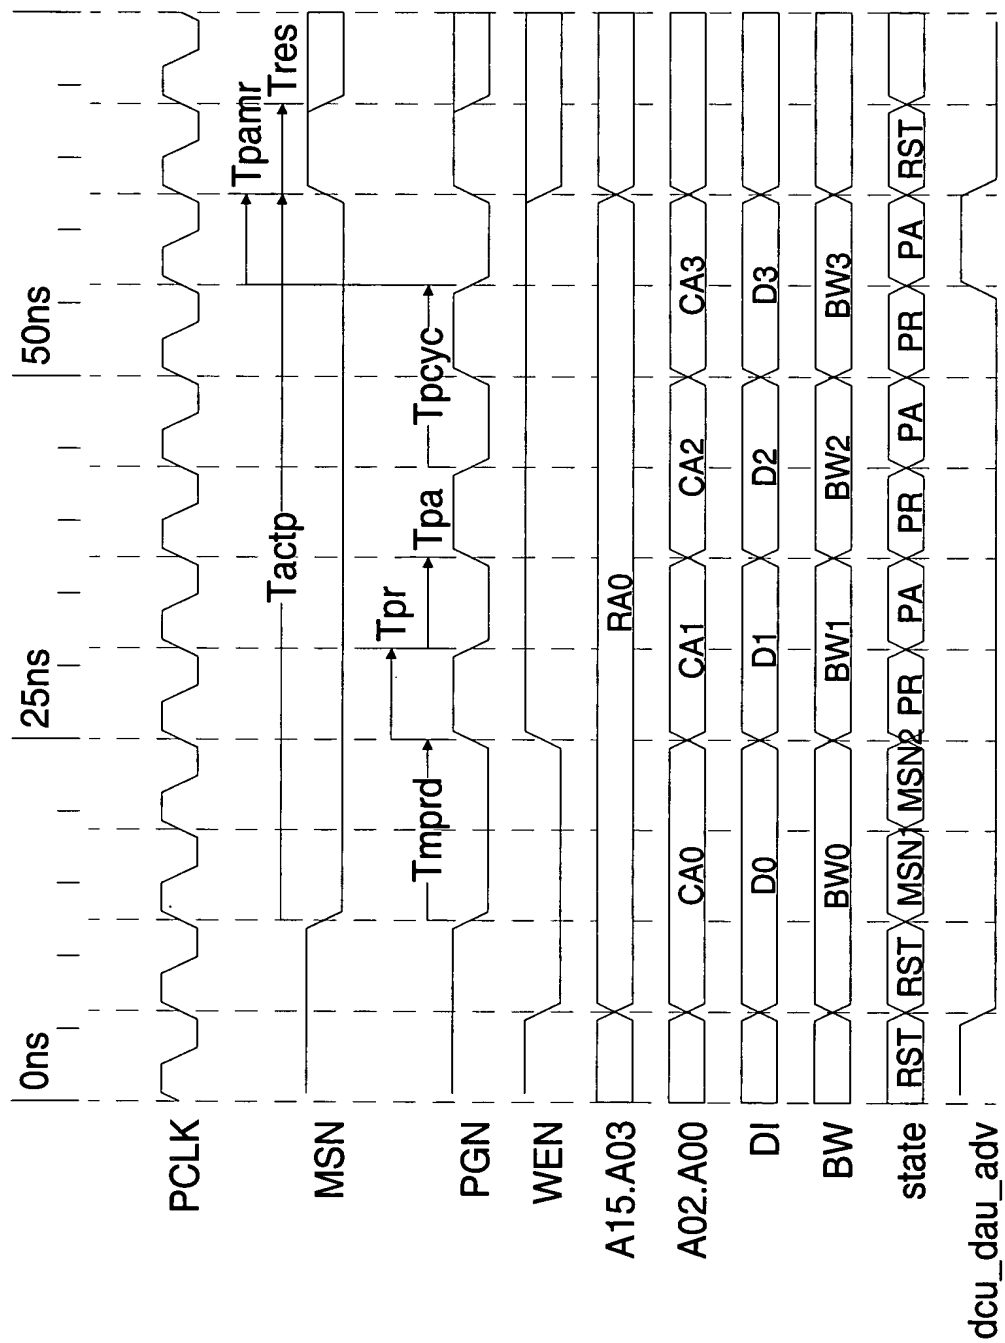 0ns 25ns 50ns
PCLK
Tpamr
Tactp Tres
MSN
Tpr
Tmprd Tpa Tpcyc
PGN
WEN
A15.A03 RA0
A02.A00 CA0 CA1 CA2 CA3
DI D0 D1 D2 D3
BW BW0 BW1 BW2 BW3
state RST RST MSN1 MSN2 PR PA PR PA PR PA RST
dcu_dau_adv